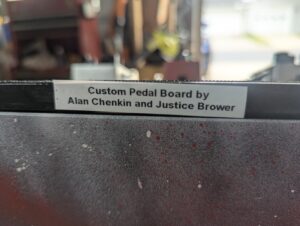 Custom Pedal Board by
Alan Chenkin and Justice Brower